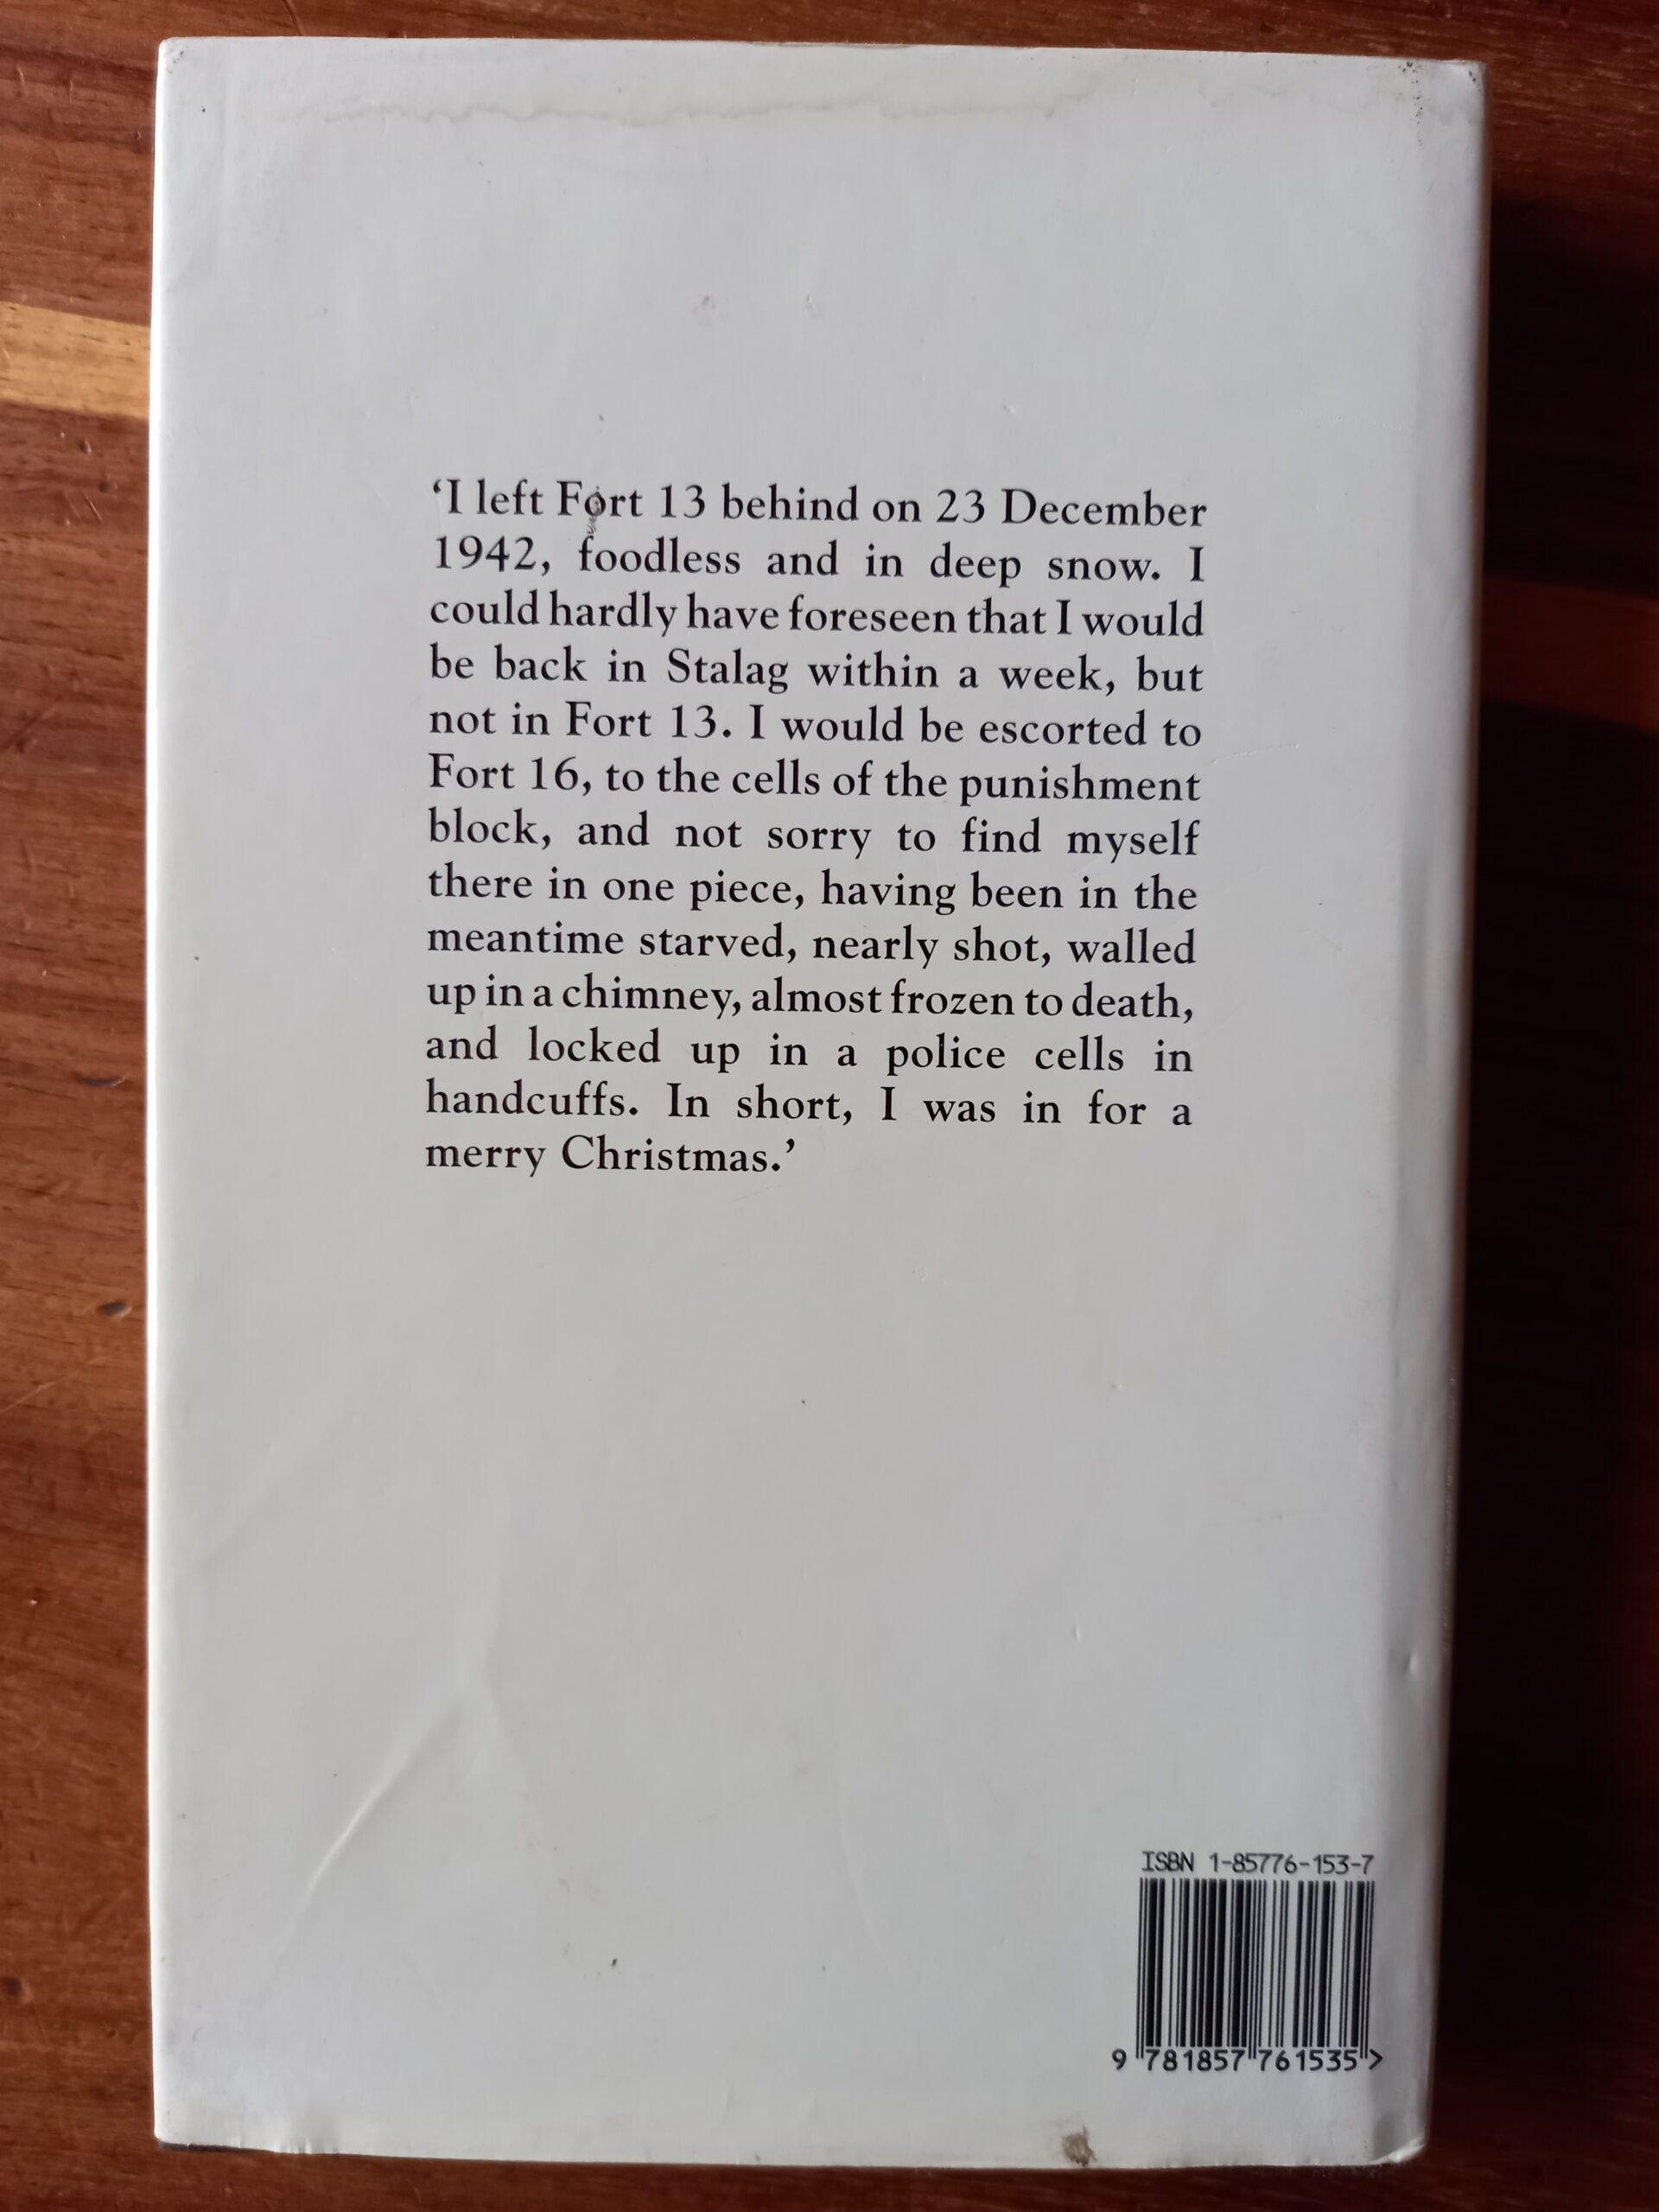 ‘I left Fort 13 behind on 23 December
1942, foodless and in deep snow. I
could hardly have foreseen that I would
be back in Stalag within a week, but
not in Fort 13. I would be escorted to
Fort 16, to the cells of the punishment
block, and not sorry to find myself
there in one piece, having been in the
meantime starved, nearly shot, walled
up in a chimney, almost frozen to death,
and locked up in a police cells in
handcuffs. In short, I was in for a
merry Christmas.’
ISBN 1-85776-153-7
9 781857 761535 >